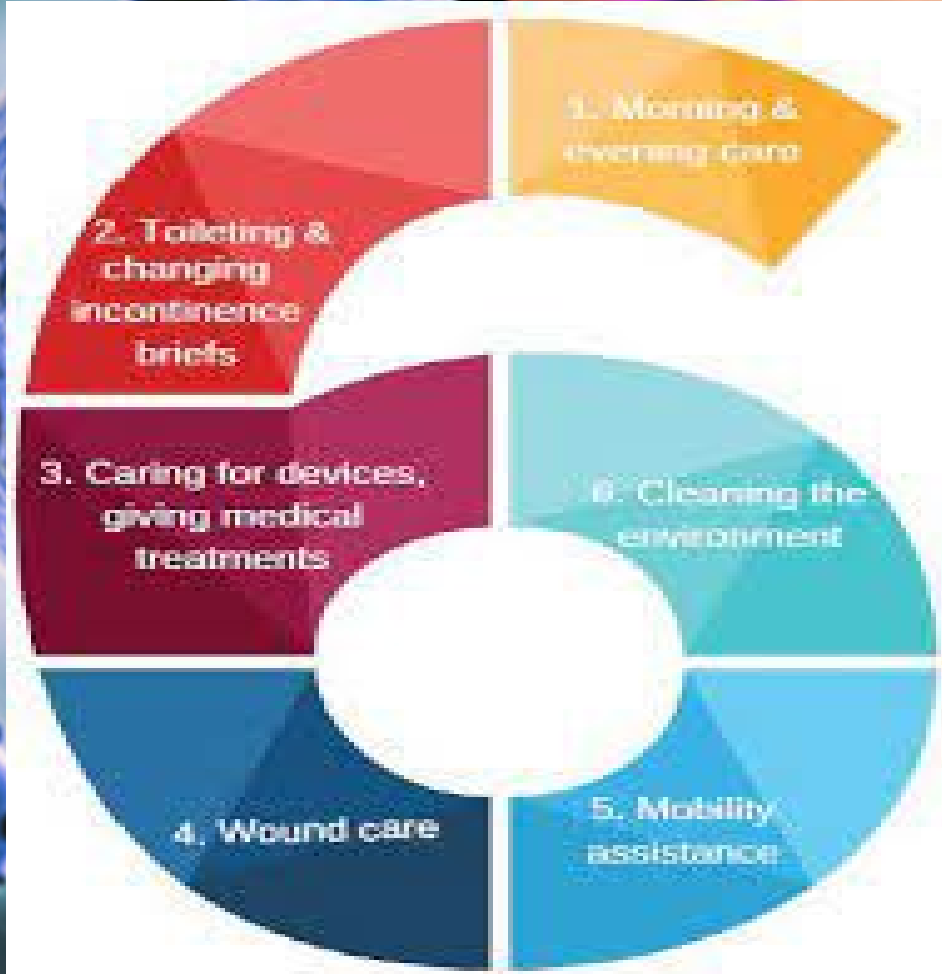 1. Morning &
evening care
2. Toileting &
changing
incontinence
briefs
3. Caring for devices,
giving medical
treatments
4. Wound care
5. Mobility
assistance
6. Cleaning the
environment